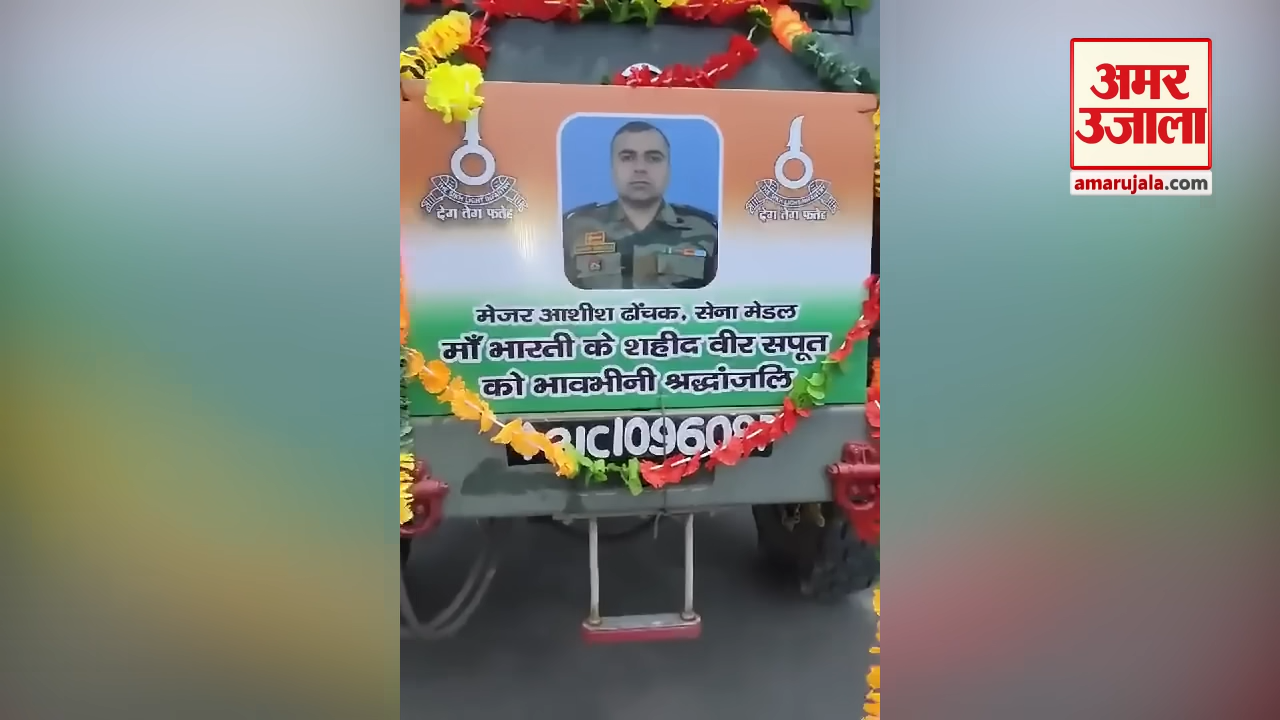 अमर
उजाला
amarujala.com
देग तेग फतेह
देग तेग फतेह
मेजर आशीश ढोंचक, सेना मेडल
माँ भारती के शहीद वीर सपूत
को भावभीनी श्रद्धांजलि